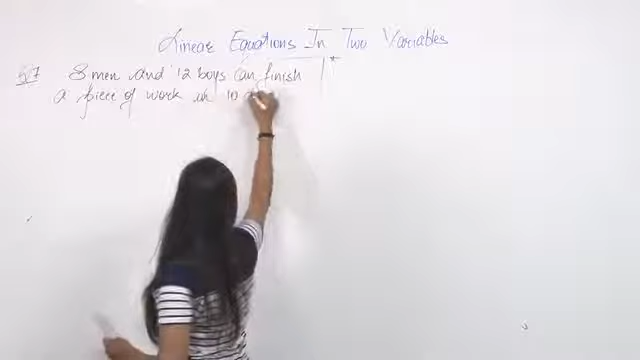 Linear Equations In Two Variables
Q7 8 men and 12 boys can finish
a piece of work in 10